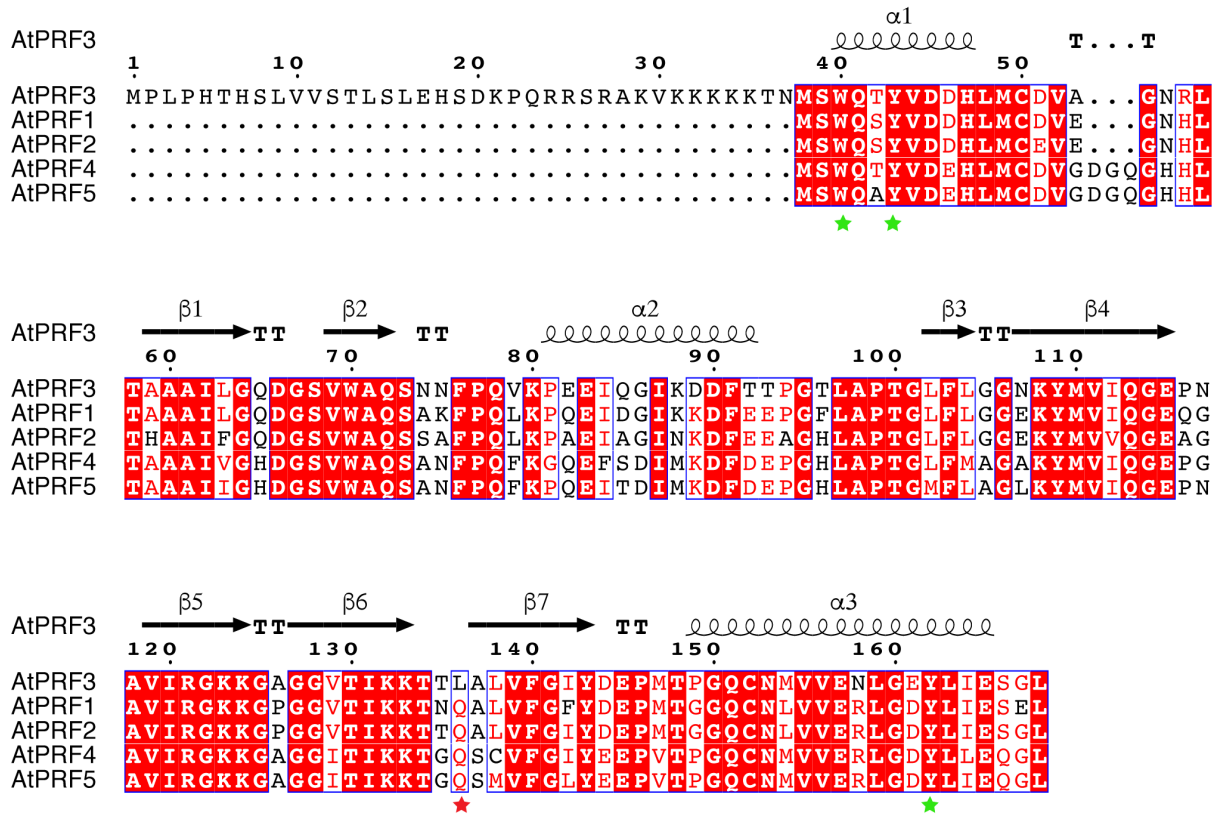 α1
AtPRF3 T...T
1 10 20 30 40 50
AtPRF3 MPLPHTHSLVVSTLSLEHSDKPQRRSRAKVKKKKKTNMSWQTYVDDHLMCDVA...GNRL
AtPRF1 .....................................MSWQSYVDDHLMCDVE...GNHL
AtPRF2 .....................................MSWQSYVDDHLMCEVE...GNHL
AtPRF4 .....................................MSWQTYVDEHLMCDVGDGQGHHL
AtPRF5 .....................................MSWQAYVDEHLMCDVGDGQGHHL
β1 β2 α2 β3 β4
AtPRF3 TT TT TT
60 70 80 90 100 110
AtPRF3 TAAAILGQDGSVWAQSNNFPQVKPEEIQGIKDDFTTPGTLAPTGLFLGGNKYMVIQGEPN
AtPRF1 TAAAILGQDGSVWAQSAKFPQLKPQEIDGIKKDFEEPGFLAPTGLFLGGEKYMVIQGEQG
AtPRF2 THAAIFGQDGSVWAQSSAFPQLKPAEIAGINKDFEEAGHLAPTGLFLGGEKYMVVQGEAG
AtPRF4 TAAAIVGHDGSVWAQSANFPQFKGQEFSDIMKDFDEPGHLAPTGLFMAGAKYMVIQGEPG
AtPRF5 TAAAIIGHDGSVWAQSANFPQFKPQEITDIMKDFDEPGHLAPTGMFLAGLKYMVIQGEPN
β5 β6 β7 α3
AtPRF3 TT TT
120 130 140 150 160
AtPRF3 AVIRGKKGAGGVTIKKTTLALVFGIYDEPMTPGQCNMVVENLGEYLIESGL
AtPRF1 AVIRGKKGPGGVTIKKTNQALVFGFYDEPMTGGQCNLVVERLGDYLIESEL
AtPRF2 AVIRGKKGPGGVTIKKTTQALVFGIYDEPMTGGQCNLVVERLGDYLIESGL
AtPRF4 AVIRGKKGAGGITIKKTGQSCVFGIYEEPVTPGQCNMVVERLGDYLLEQGL
AtPRF5 AVIRGKKGAGGITIKKTGQSMVFGLYEEPVTPGQCNMVVERLGDYLIEQGL